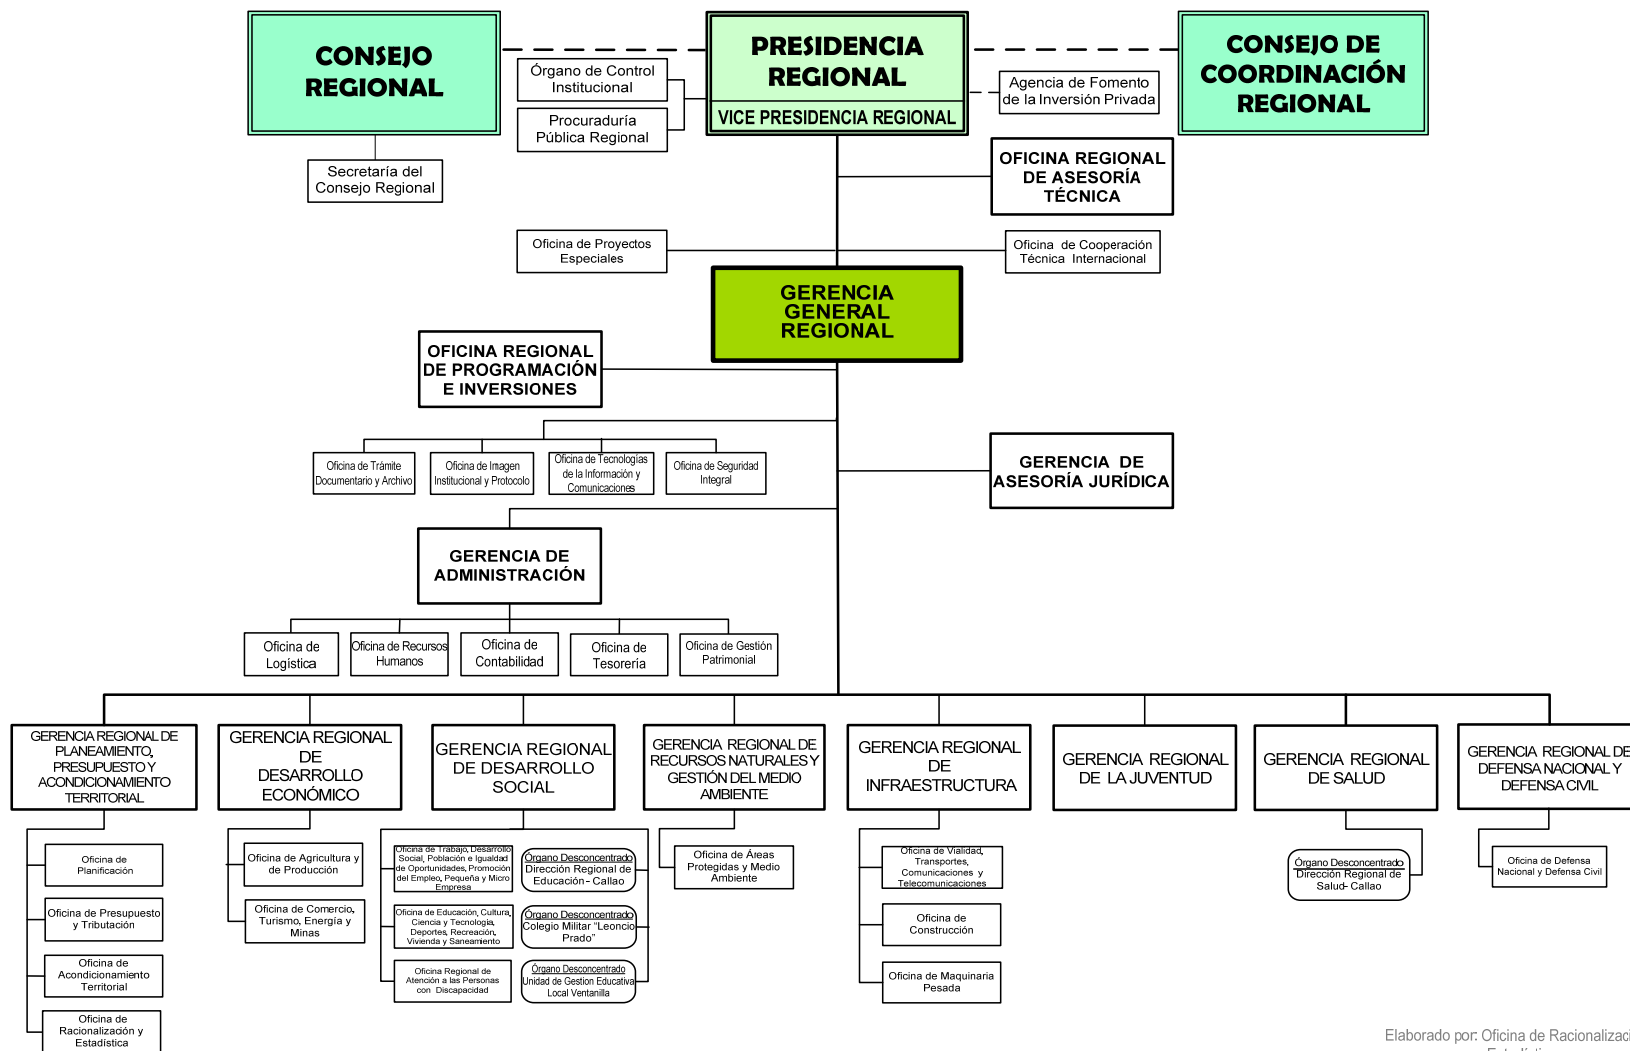 CONSEJO
REGIONAL
PRESIDENCIA
REGIONAL
VICE PRESIDENCIA REGIONAL
CONSEJO DE
COORDINACIÓN
REGIONAL
Órgano de Control
Institucional
Procuraduría
Pública Regional
Agencia de Fomento
de la Inversión Privada
Secretaría del
Consejo Regional
OFICINA REGIONAL
DE ASESORÍA
TÉCNICA
Oficina de Proyectos
Especiales
Oficina de Cooperación
Técnica Internacional
GERENCIA
GENERAL
REGIONAL
OFICINA REGIONAL
DE PROGRAMACIÓN
E INVERSIONES
Oficina de Trámite
Documentario y Archivo
Oficina de Imagen
Institucional y Protocolo
Oficina de Tecnologías
de la Información y
Comunicaciones
Oficina de Seguridad
Integral
GERENCIA DE
ASESORÍA JURÍDICA
GERENCIA DE
ADMINISTRACIÓN
Oficina de
Logística
Oficina de Recursos
Humanos
Oficina de
Contabilidad
Oficina de
Tesorería
Oficina de Gestión
Patrimonial
GERENCIA REGIONAL DE
PLANEAMIENTO,
PRESUPUESTO Y
ACONDICIONAMIENTO
TERRITORIAL
GERENCIA REGIONAL
DE
DESARROLLO
ECONÓMICO
GERENCIA REGIONAL
DE DESARROLLO
SOCIAL
GERENCIA REGIONAL DE
RECURSOS NATURALES Y
GESTIÓN DEL MEDIO
AMBIENTE
GERENCIA REGIONAL
DE
INFRAESTRUCTURA
GERENCIA REGIONAL
DE LA JUVENTUD
GERENCIA REGIONAL
DE SALUD
GERENCIA REGIONAL DE
DEFENSA NACIONAL Y
DEFENSA CIVIL
Oficina de
Planificación
Oficina de Presupuesto
y Tributación
Oficina de
Acondicionamiento
Territorial
Oficina de
Racionalización y
Estadística
Oficina de Agricultura y
de Producción
Oficina de Comercio,
Turismo, Energía y
Minas
Oficina de Trabajo, Desarrollo
Social, Población e Igualdad
de Oportunidades, Promoción
del Empleo, Pequeña y Micro
Empresa
Oficina de Educación, Cultura,
Ciencia y Tecnología,
Deportes, Recreación,
Vivienda y Saneamiento
Oficina Regional de
Atención a las Personas
con Discapacidad
Órgano Desconcentrado
Dirección Regional de
Educación - Callao
Órgano Desconcentrado
Colegio Militar "Leoncio
Prado"
Órgano Desconcentrado
Unidad de Gestion Educativa
Local Ventanilla
Oficina de Áreas
Protegidas y Medio
Ambiente
Oficina de Vialidad,
Transportes,
Comunicaciones y
Telecomunicaciones
Oficina de
Construcción
Oficina de Maquinaria
Pesada
Órgano Desconcentrado
Dirección Regional de
Salud- Callao
Oficina de Defensa
Nacional y Defensa Civil
Elaborado por: Oficina de